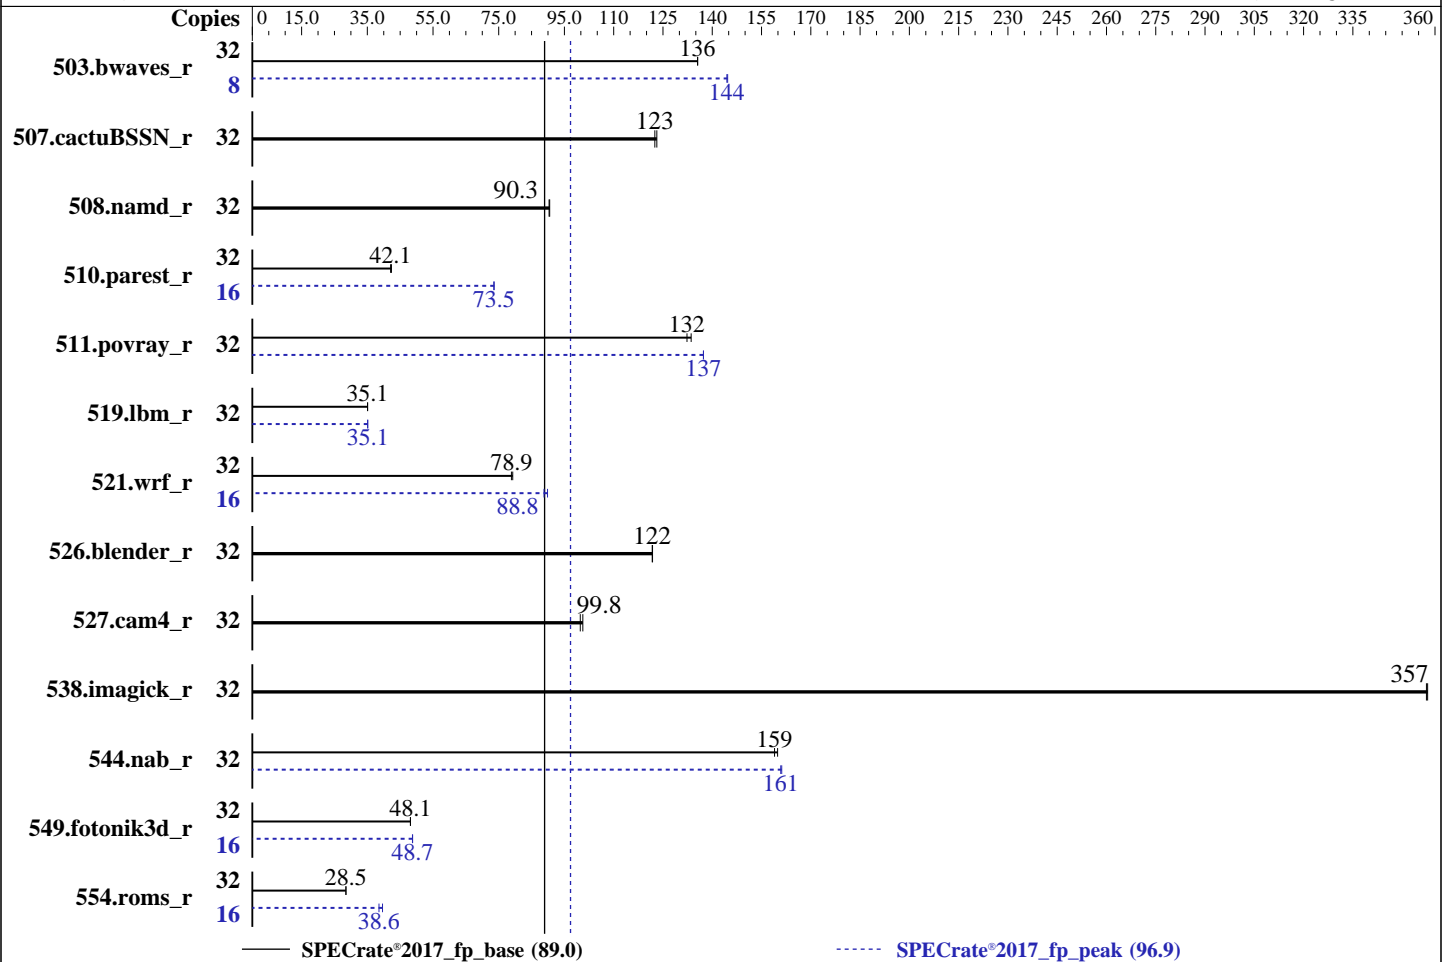 Copies 0 15.0 35.0 55.0 75.0 95.0 110 125 140 155 170 185 200 215 230 245 260 275 290 305 320 335 360
503.bwaves_r 32 136
8 144
507.cactuBSSN_r 32 123
508.namd_r 32 90.3
510.parest_r 32 42.1
16 73.5
511.povray_r 32 132
137
519.lbm_r 32 35.1
35.1
521.wrf_r 32 78.9
16 88.8
526.blender_r 32 122
527.cam4_r 32 99.8
538.imagick_r 32 357
544.nab_r 32 159
161
549.fotonik3d_r 32 48.1
16 48.7
554.roms_r 32 28.5
16 38.6
SPECrate®2017_fp_base (89.0) SPECrate®2017_fp_peak (96.9)